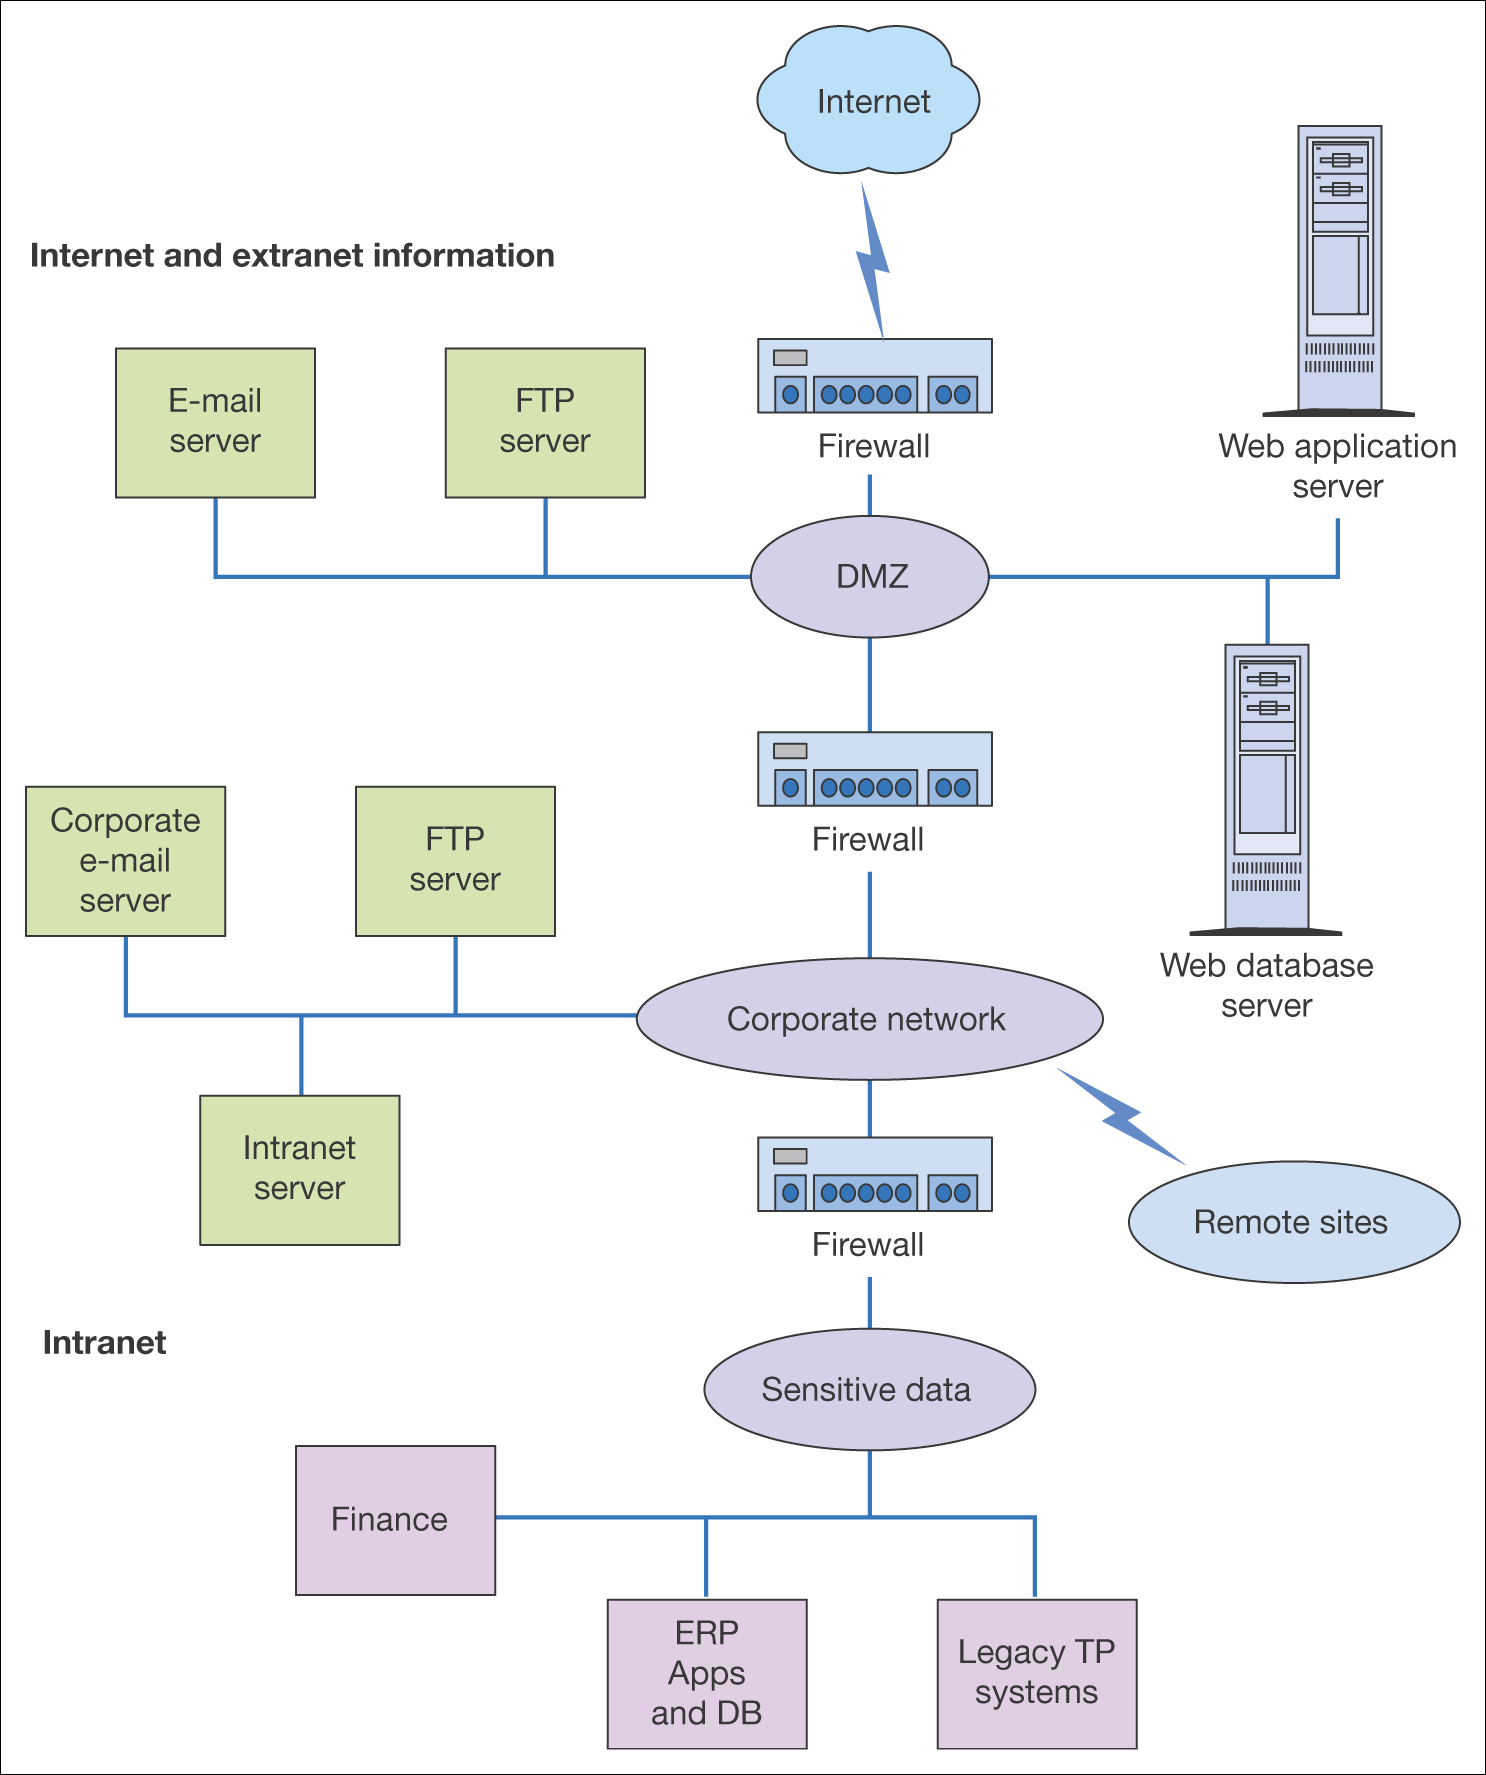 Internet
Internet and extranet information
E-mail
server
FTP
server
Firewall
Web application
server
DMZ
Firewall
Corporate
e-mail
server
FTP
server
Web database
server
Corporate network
Intranet
server
Firewall
Remote sites
Intranet
Sensitive data
Finance
ERP
Apps
and DB
Legacy TP
systems